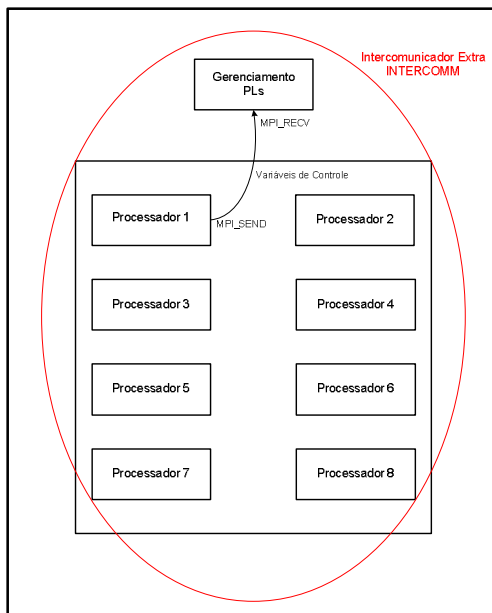 Intercomunicador Extra
INTERCOMM
Gerenciamento
PLs
MPI_RECV
Variáveis de Controle
Processador 1
MPI_SEND
Processador 2
Processador 3
Processador 4
Processador 5
Processador 6
Processador 7
Processador 8